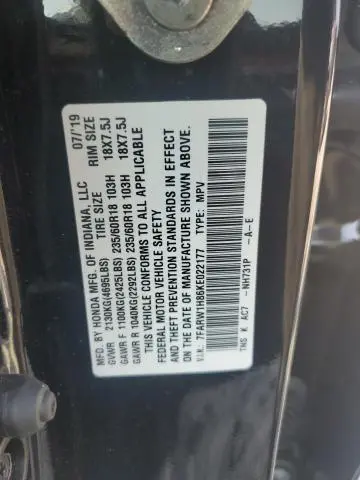 MFD. BY HONDA MFG. OF INDIANA, LLC 07/'19
TIRE SIZE RIM SIZE
GVWR 2130KG(4695LBS)
GAWR F 1100KG(2425LBS) 235/60R18 103H 18X7.5J
GAWR R 1040KG(2292LBS) 235/60R18 103H 18X7.5J
THIS VEHICLE CONFORMS TO ALL APPLICABLE
FEDERAL MOTOR VEHICLE SAFETY
AND THEFT PREVENTION STANDARDS IN EFFECT
ON THE DATE OF MANUFACTURE SHOWN ABOVE.
V.I.N.: 7FARW1H86KE022177 TYPE: MPV
TNS K AC7 -NH731P -A-E